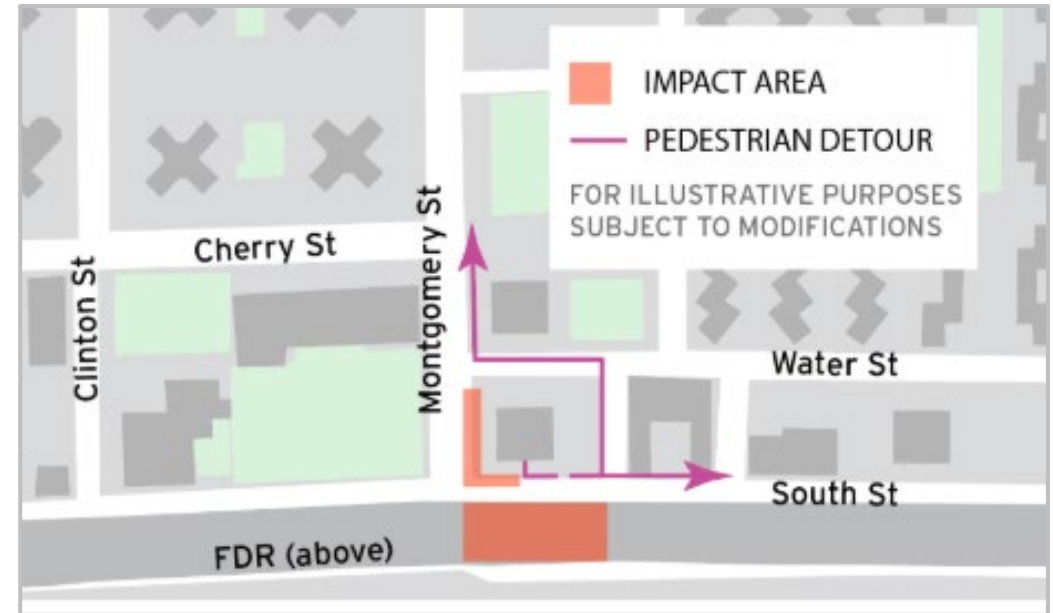 IMPACT AREA
PEDESTRIAN DETOUR
FOR ILLUSTRATIVE PURPOSES
SUBJECT TO MODIFICATIONS
Cherry St
Montgomery St
Clinton St
Water St
South St
FDR (above)